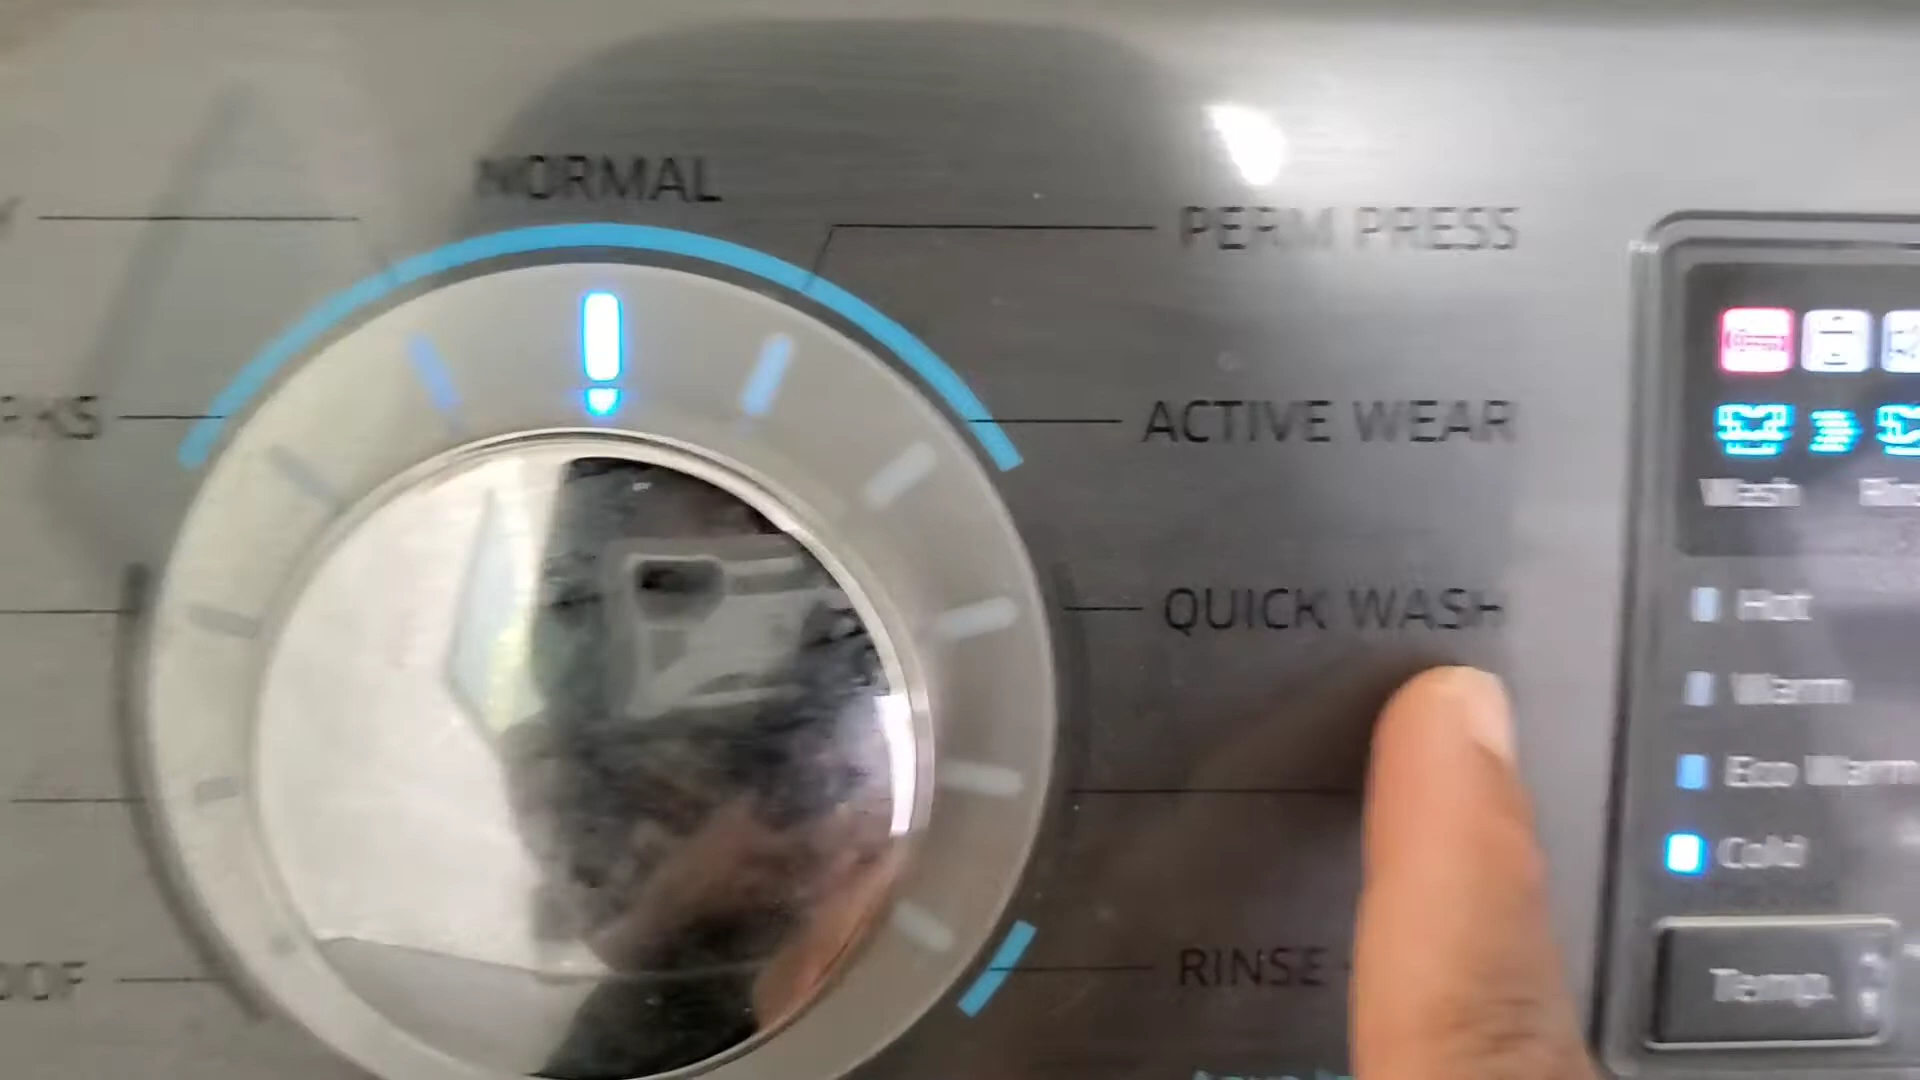 NORMAL
PERM PRESS
ACTIVE WEAR
QUICK WASH
RINSE
Wash
Hot
Warm
Eco Warm
Cold
Temp.